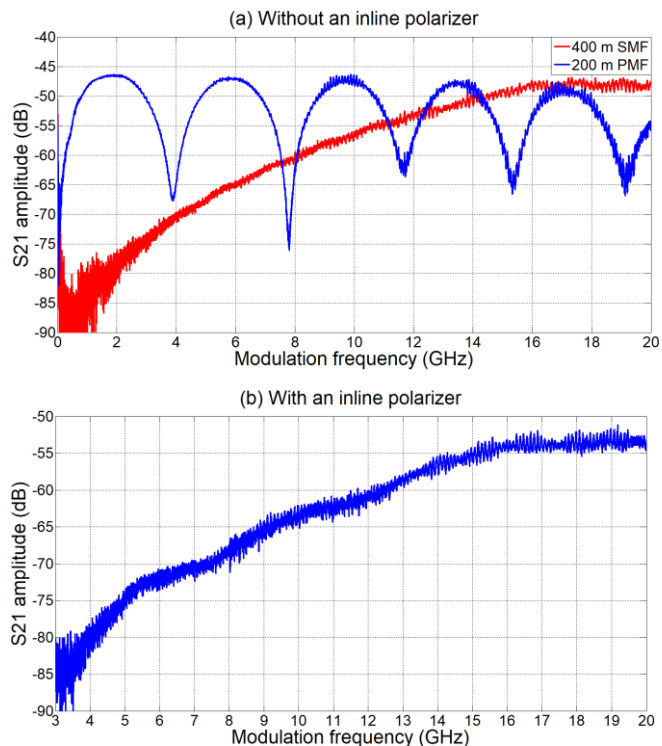 (a) Without an inline polarizer
400 m SMF
200 m PMF
S21 amplitude (dB)
-40
-45
-50
-55
-60
-65
-70
-75
-80
-85
-90
0 2 4 6 8 10 12 14 16 18 20
Modulation frequency (GHz)
(b) With an inline polarizer
S21 amplitude (dB)
-50
-55
-60
-65
-70
-75
-80
-85
-90
3 4 5 6 7 8 9 10 11 12 13 14 15 16 17 18 19 20
Modulation frequency (GHz)